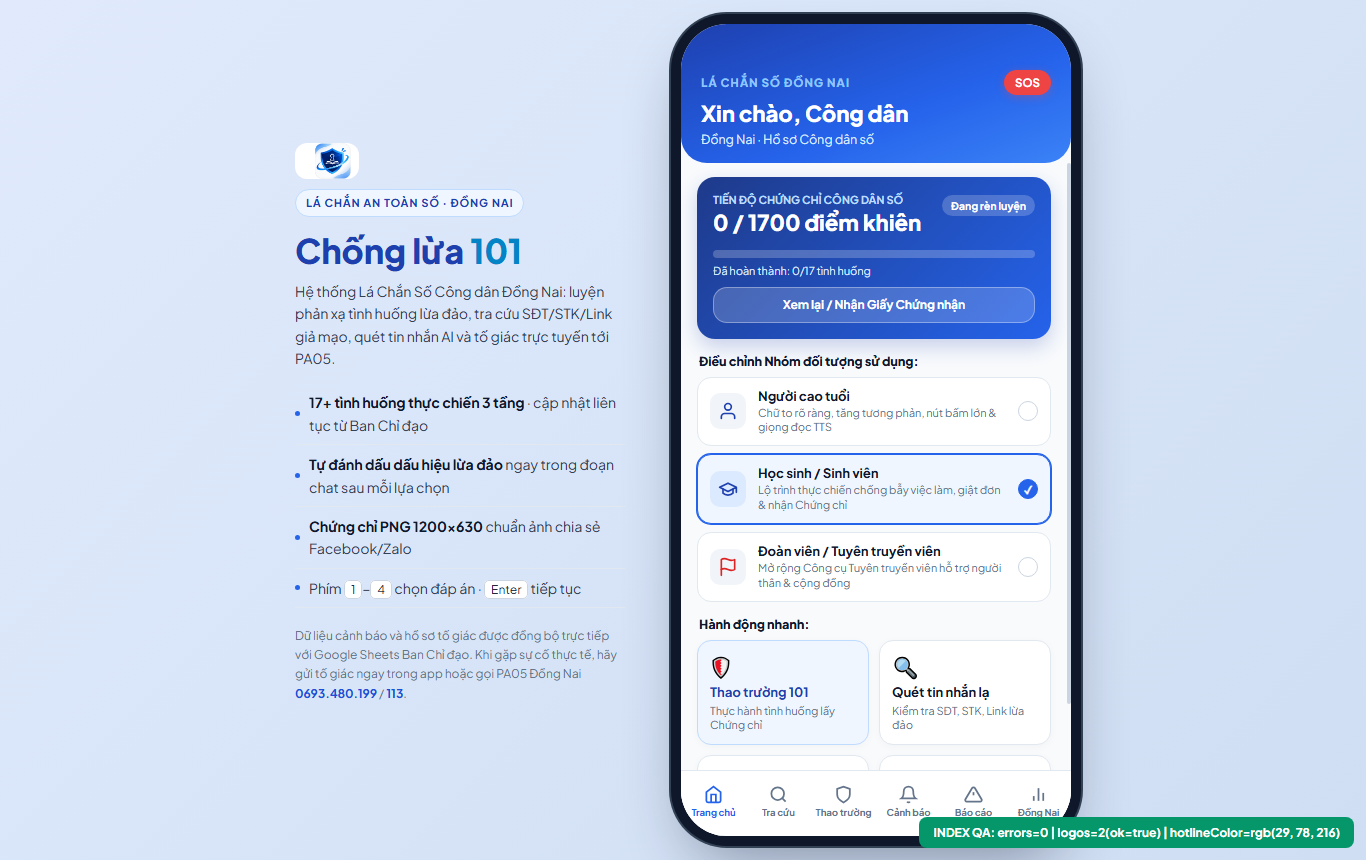 LÁ CHẮN AN TOÀN SỐ · ĐỒNG NAI
Chống lừa 101
Hệ thống Lá Chắn Số Công dân Đồng Nai: luyện
phản xạ tình huống lừa đảo, tra cứu SĐT/STK/Link
giả mạo, quét tin nhắn AI và tố giác trực tuyến tới
PA05.
17+ tình huống thực chiến 3 tầng · cập nhật liên
tục từ Ban Chỉ đạo
Tự đánh dấu dấu hiệu lừa đảo ngay trong đoạn
chat sau mỗi lựa chọn
Chứng chỉ PNG 1200×630 chuẩn ảnh chia sẻ
Facebook/Zalo
Phím 1 – 4 chọn đáp án · Enter tiếp tục
Dữ liệu cảnh báo và hồ sơ tố giác được đồng bộ trực tiếp
với Google Sheets Ban Chỉ đạo. Khi gặp sự cố thực tế, hãy
gửi tố giác ngay trong app hoặc gọi PA05 Đồng Nai
0693.480.199 / 113.
LÁ CHẮN SỐ ĐỒNG NAI
SOS
Xin chào, Công dân
Đồng Nai · Hồ sơ Công dân số
TIẾN ĐỘ CHỨNG CHỈ CÔNG DÂN SỐ
Đang rèn luyện
0 / 1700 điểm khiên
Đã hoàn thành: 0/17 tình huống
Xem lại / Nhận Giấy Chứng nhận
Điều chỉnh Nhóm đối tượng sử dụng:
Người cao tuổi
Chữ to rõ ràng, tăng tương phản, nút bấm lớn &
giọng đọc TTS
Học sinh / Sinh viên
Lộ trình thực chiến chống bẫy việc làm, giật đơn
& nhận Chứng chỉ
Đoàn viên / Tuyên truyền viên
Mở rộng Công cụ Tuyên truyền viên hỗ trợ người
thân & cộng đồng
Hành động nhanh:
Thao trường 101
Thực hành tình huống lấy
Chứng chỉ
Quét tin nhắn lạ
Kiểm tra SĐT, STK, Link lừa
đảo
Trang chủ
Tra cứu
Thao trường
Cảnh báo
Báo cáo
Đồng Nai
INDEX QA: errors=0 | logos=2(ok=true) | hotlineColor=rgb(29, 78, 216)